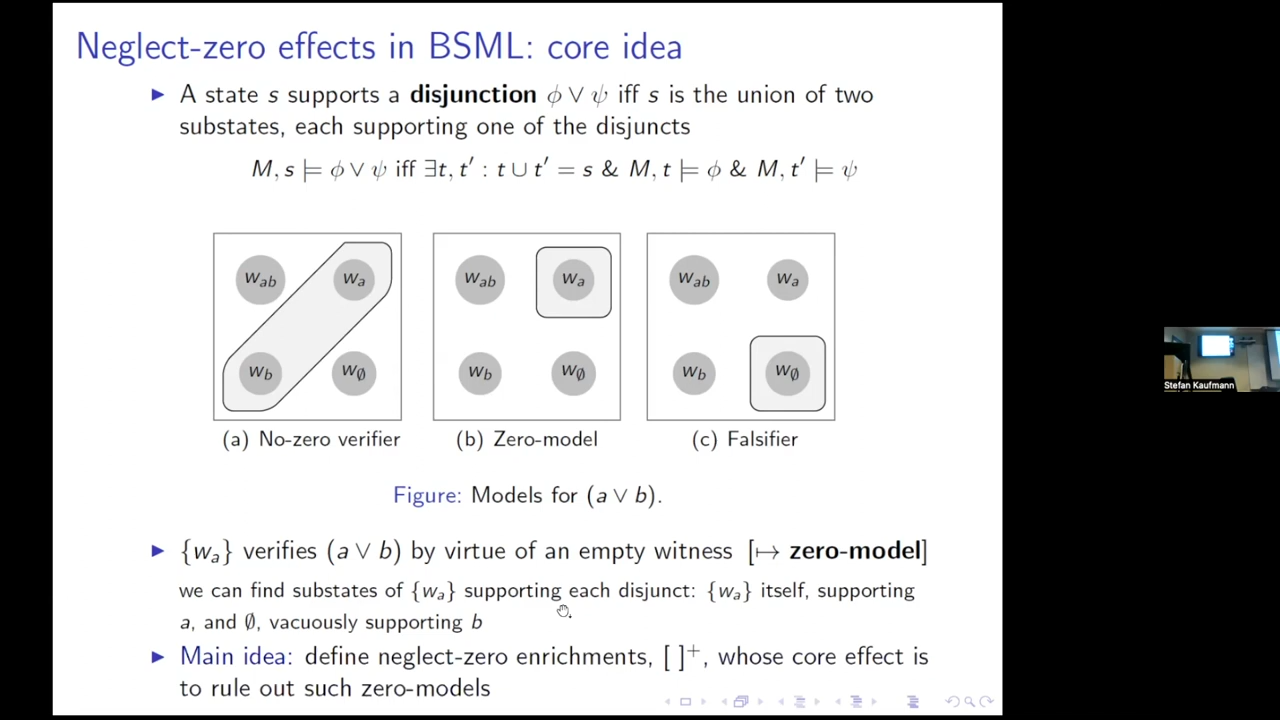 Neglect-zero effects in BSML: core idea
▶ A state s supports a disjunction ϕ ∨ ψ iff s is the union of two
substates, each supporting one of the disjuncts
M, s ⊨ ϕ ∨ ψ iff ∃t, t′ : t ∪ t′ = s & M, t ⊨ ϕ & M, t′ ⊨ ψ
w_ab w_a w_ab w_a w_ab w_a
w_b w_∅ w_b w_∅ w_b w_∅
(a) No-zero verifier (b) Zero-model (c) Falsifier
Figure: Models for (a ∨ b).
▶ {w_a} verifies (a ∨ b) by virtue of an empty witness [↦ zero-model]
we can find substates of {w_a} supporting each disjunct: {w_a} itself, supporting
a, and ∅, vacuously supporting b
▶ Main idea: define neglect-zero enrichments, [ ]⁺, whose core effect is
to rule out such zero-models
Stefan Kaufmann